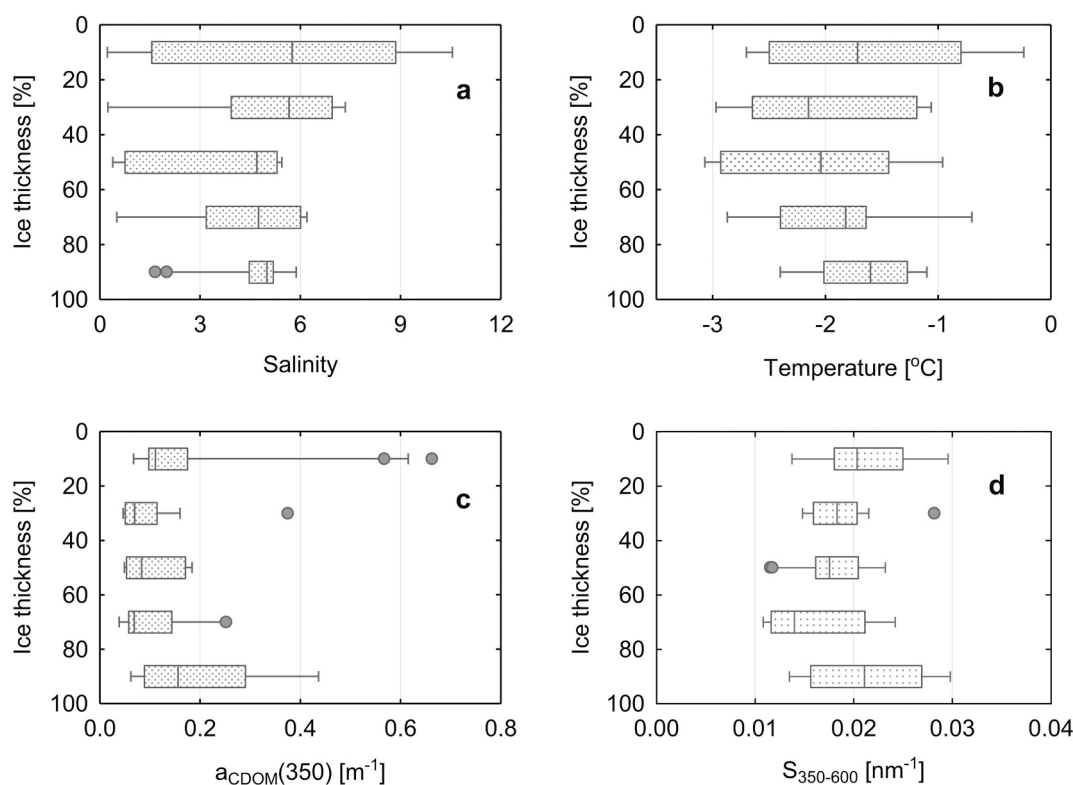 0
20
40
60
80
100
Ice thickness [%]
a
0 3 6 9 12
Salinity
0
20
40
60
80
100
Ice thickness [%]
b
-3 -2 -1 0
Temperature [°C]
0
20
40
60
80
100
Ice thickness [%]
c
0.0 0.2 0.4 0.6 0.8
aCDOM(350) [m-1]
0
20
40
60
80
100
Ice thickness [%]
d
0.00 0.01 0.02 0.03 0.04
S350-600 [nm-1]